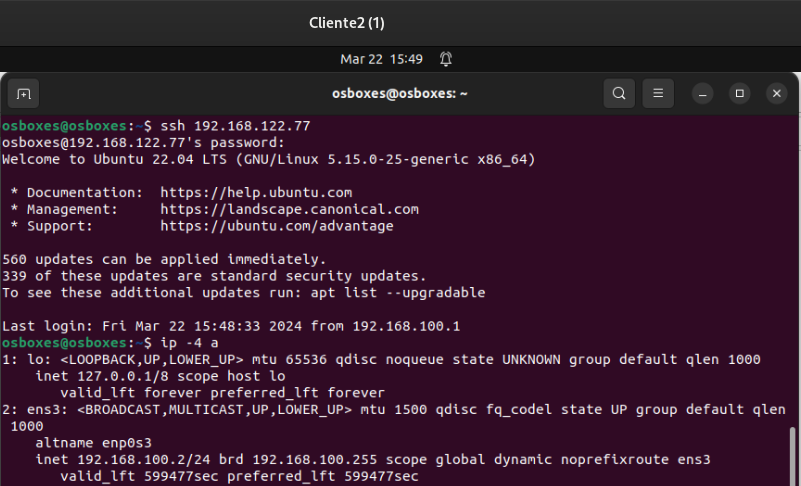 Cliente2 (1)
Mar 22 15:49
osboxes@osboxes: ~
osboxes@osboxes:~$ ssh 192.168.122.77
osboxes@192.168.122.77's password:
Welcome to Ubuntu 22.04 LTS (GNU/Linux 5.15.0-25-generic x86_64)
* Documentation: https://help.ubuntu.com
* Management: https://landscape.canonical.com
* Support: https://ubuntu.com/advantage
560 updates can be applied immediately.
339 of these updates are standard security updates.
To see these additional updates run: apt list --upgradable
Last login: Fri Mar 22 15:48:33 2024 from 192.168.100.1
osboxes@osboxes:~$ ip -4 a
1: lo: <LOOPBACK,UP,LOWER_UP> mtu 65536 qdisc noqueue state UNKNOWN group default qlen 1000
inet 127.0.0.1/8 scope host lo
valid_lft forever preferred_lft forever
2: ens3: <BROADCAST,MULTICAST,UP,LOWER_UP> mtu 1500 qdisc fq_codel state UP group default qlen
1000
altname enp0s3
inet 192.168.100.2/24 brd 192.168.100.255 scope global dynamic noprefixroute ens3
valid_lft 599477sec preferred_lft 599477sec